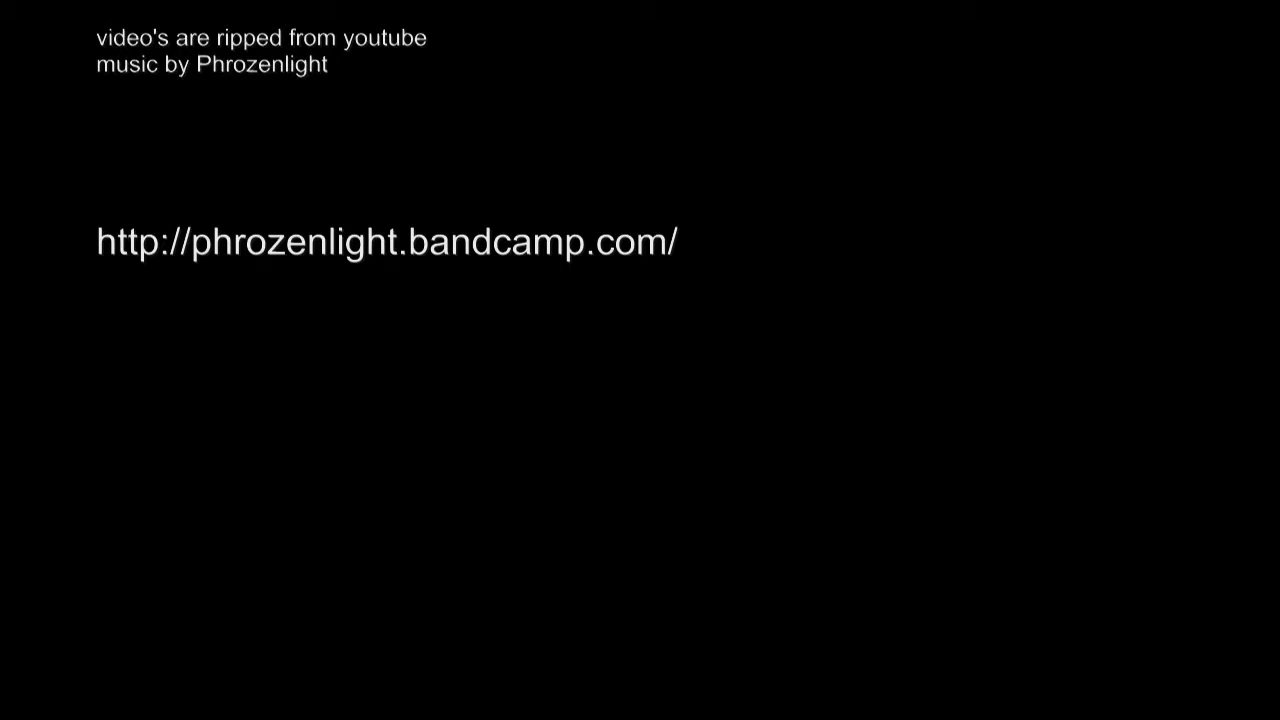 video's are ripped from youtube
music by Phrozenlight
http://phrozenlight.bandcamp.com/